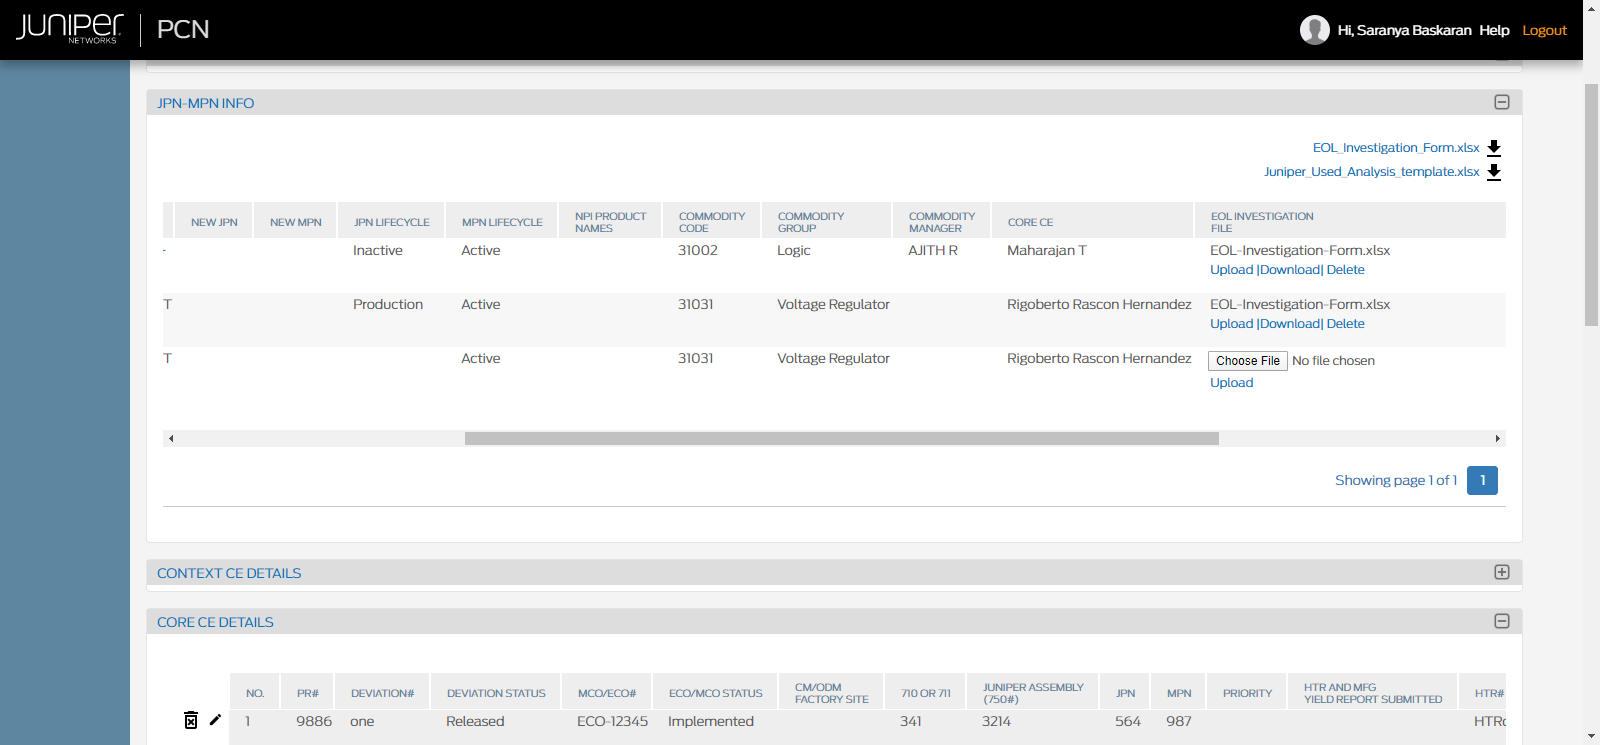 JUNIPER NETWORKS PCN Hi, Saranya Baskaran Help Logout
JPN-MPN INFO
EOL_Investigation_Form.xlsx
Juniper_Used_Analysis_template.xlsx
NEW JPN NEW MPN JPN LIFECYCLE MPN LIFECYCLE NPI PRODUCT NAMES COMMODITY CODE COMMODITY GROUP COMMODITY MANAGER CORE CE EOL INVESTIGATION FILE
- Inactive Active 31002 Logic AJITH R Maharajan T EOL-Investigation-Form.xlsx
Upload |Download| Delete
T Production Active 31031 Voltage Regulator Rigoberto Rascon Hernandez EOL-Investigation-Form.xlsx
Upload |Download| Delete
T Active 31031 Voltage Regulator Rigoberto Rascon Hernandez Choose File No file chosen
Upload
Showing page 1 of 1 1
CONTEXT CE DETAILS
CORE CE DETAILS
NO. PR# DEVIATION# DEVIATION STATUS MCO/ECO# ECO/MCO STATUS CM/ODM FACTORY SITE 710 OR 711 JUNIPER ASSEMBLY (750#) JPN MPN PRIORITY HTR AND MFG YIELD REPORT SUBMITTED HTR#
1 9886 one Released ECO-12345 Implemented 341 3214 564 987 HTR